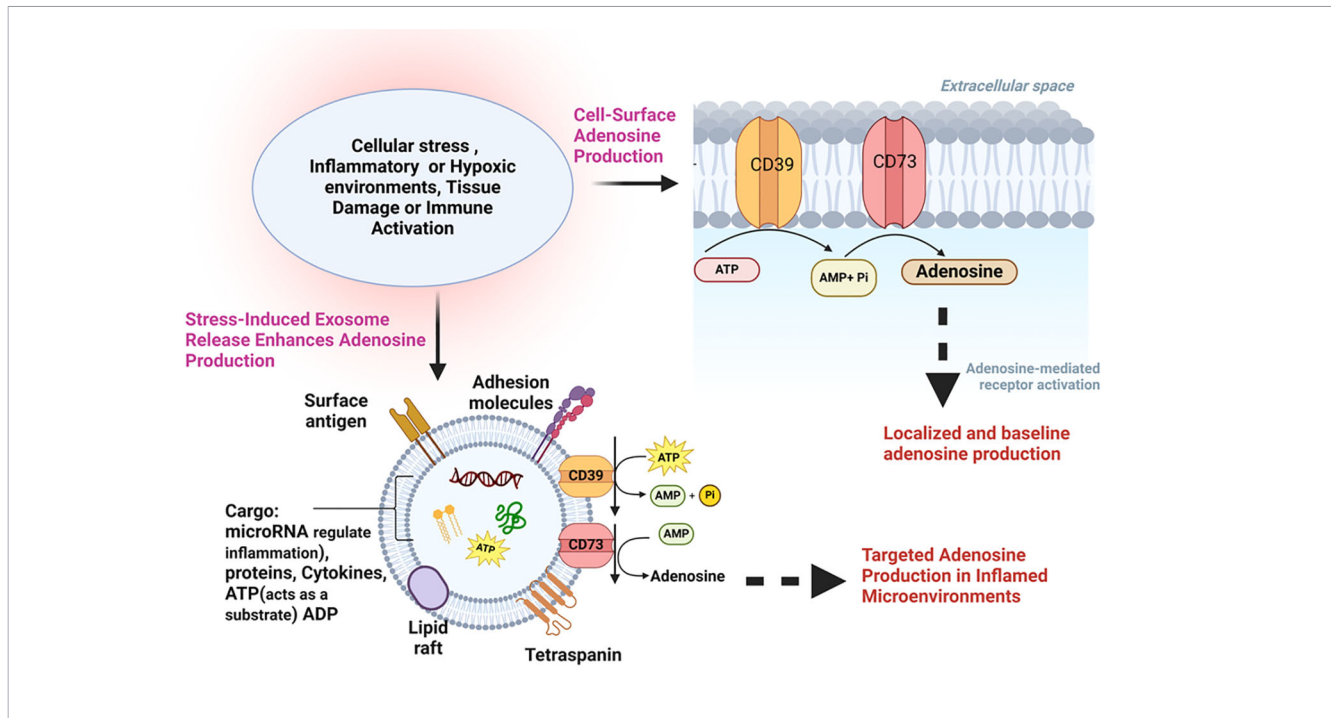 Cellular stress ,
Inflammatory or Hypoxic
environments, Tissue
Damage or Immune
Activation
Cell-Surface
Adenosine
Production
Extracellular space
CD39
CD73
ATP
AMP+ Pi
Adenosine
Adenosine-mediated
receptor activation
Localized and baseline
adenosine production
Stress-Induced Exosome
Release Enhances Adenosine
Production
Surface
antigen
Adhesion
molecules
CD39
ATP
AMP + Pi
CD73
AMP
Adenosine
ATP
Cargo:
microRNA regulate
inflammation),
proteins, Cytokines,
ATP(acts as a
substrate) ADP
Lipid
raft
Tetraspanin
Targeted Adenosine
Production in Inflamed
Microenvironments